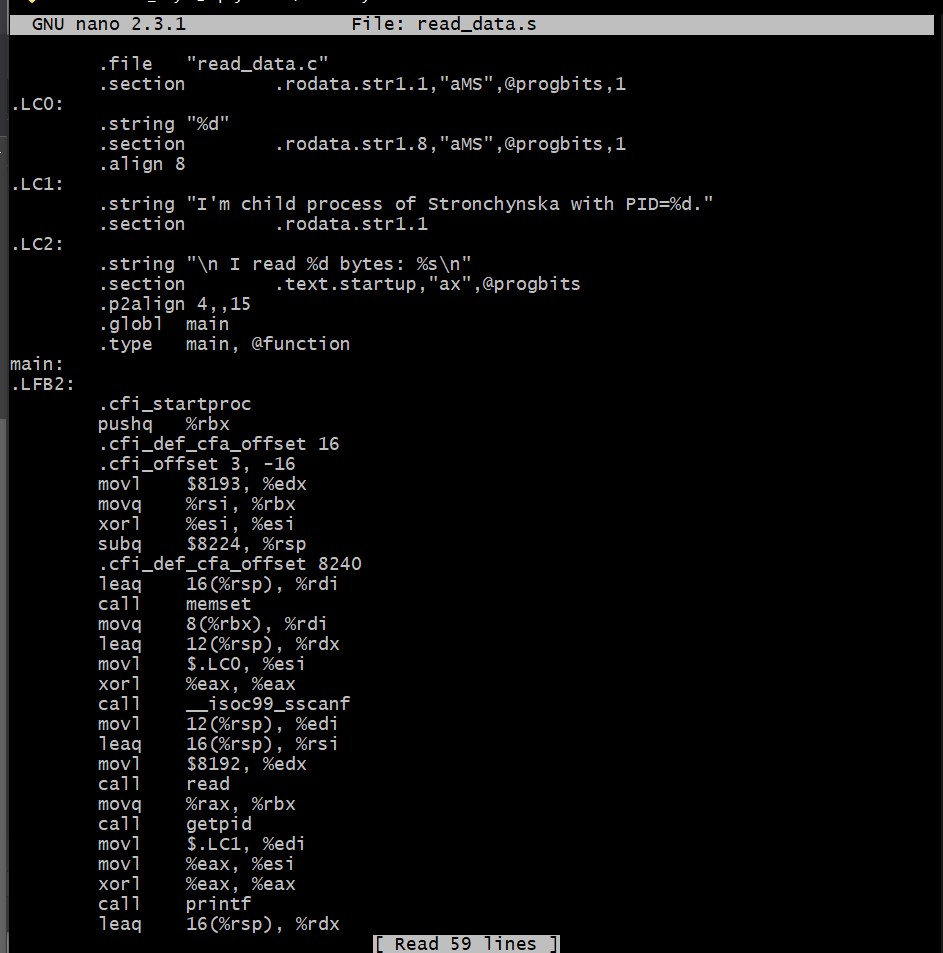 GNU nano 2.3.1                    File: read_data.s
        .file   "read_data.c"
        .section        .rodata.str1.1,"aMS",@progbits,1
.LC0:
        .string "%d"
        .section        .rodata.str1.8,"aMS",@progbits,1
        .align 8
.LC1:
        .string "I'm child process of Stronchynska with PID=%d."
        .section        .rodata.str1.1
.LC2:
        .string "\n I read %d bytes: %s\n"
        .section        .text.startup,"ax",@progbits
        .p2align 4,,15
        .globl  main
        .type   main, @function
main:
.LFB2:
        .cfi_startproc
        pushq   %rbx
        .cfi_def_cfa_offset 16
        .cfi_offset 3, -16
        movl    $8193, %edx
        movq    %rsi, %rbx
        xorl    %esi, %esi
        subq    $8224, %rsp
        .cfi_def_cfa_offset 8240
        leaq    16(%rsp), %rdi
        call    memset
        movq    8(%rbx), %rdi
        leaq    12(%rsp), %rdx
        movl    $.LC0, %esi
        xorl    %eax, %eax
        call    __isoc99_sscanf
        movl    12(%rsp), %edi
        leaq    16(%rsp), %rsi
        movl    $8192, %edx
        call    read
        movq    %rax, %rbx
        call    getpid
        movl    $.LC1, %edi
        movl    %eax, %esi
        xorl    %eax, %eax
        call    printf
        leaq    16(%rsp), %rdx
[ Read 59 lines ]